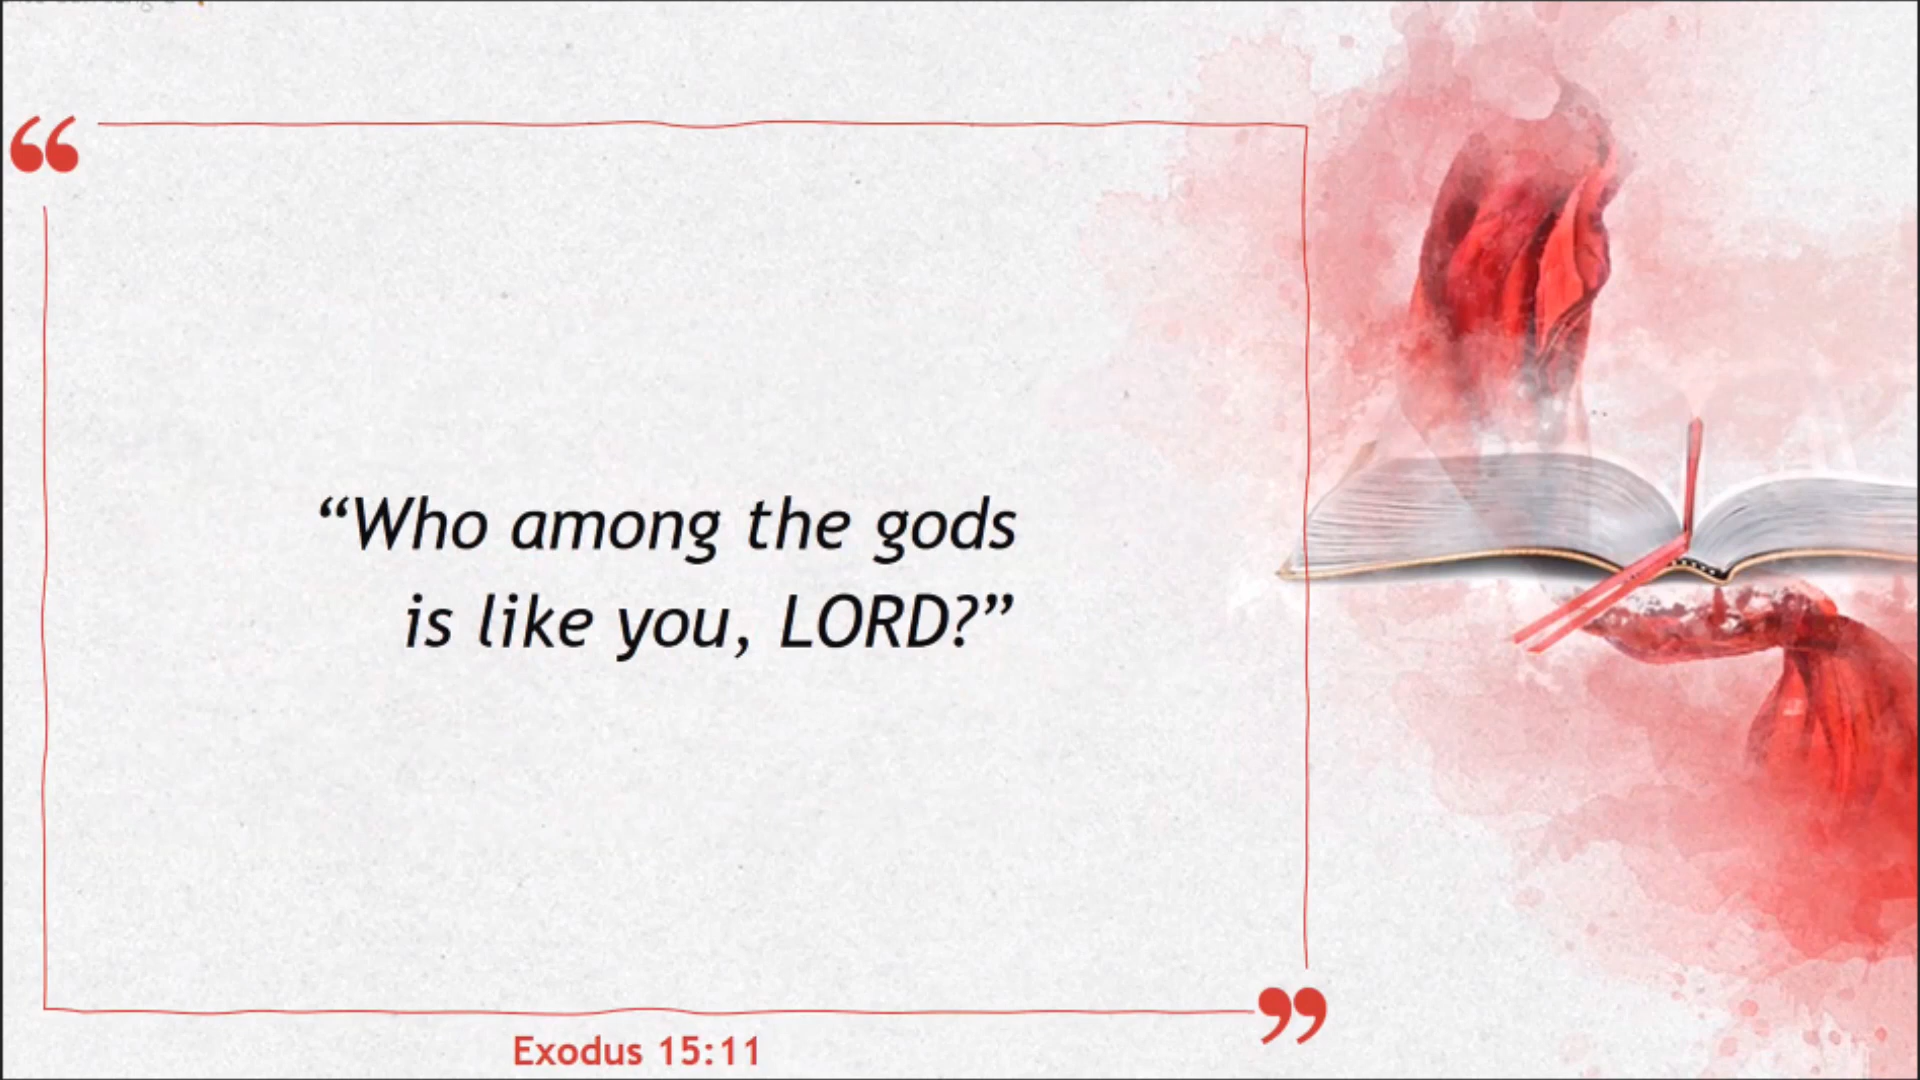 “Who among the gods
is like you, LORD?”
Exodus 15:11